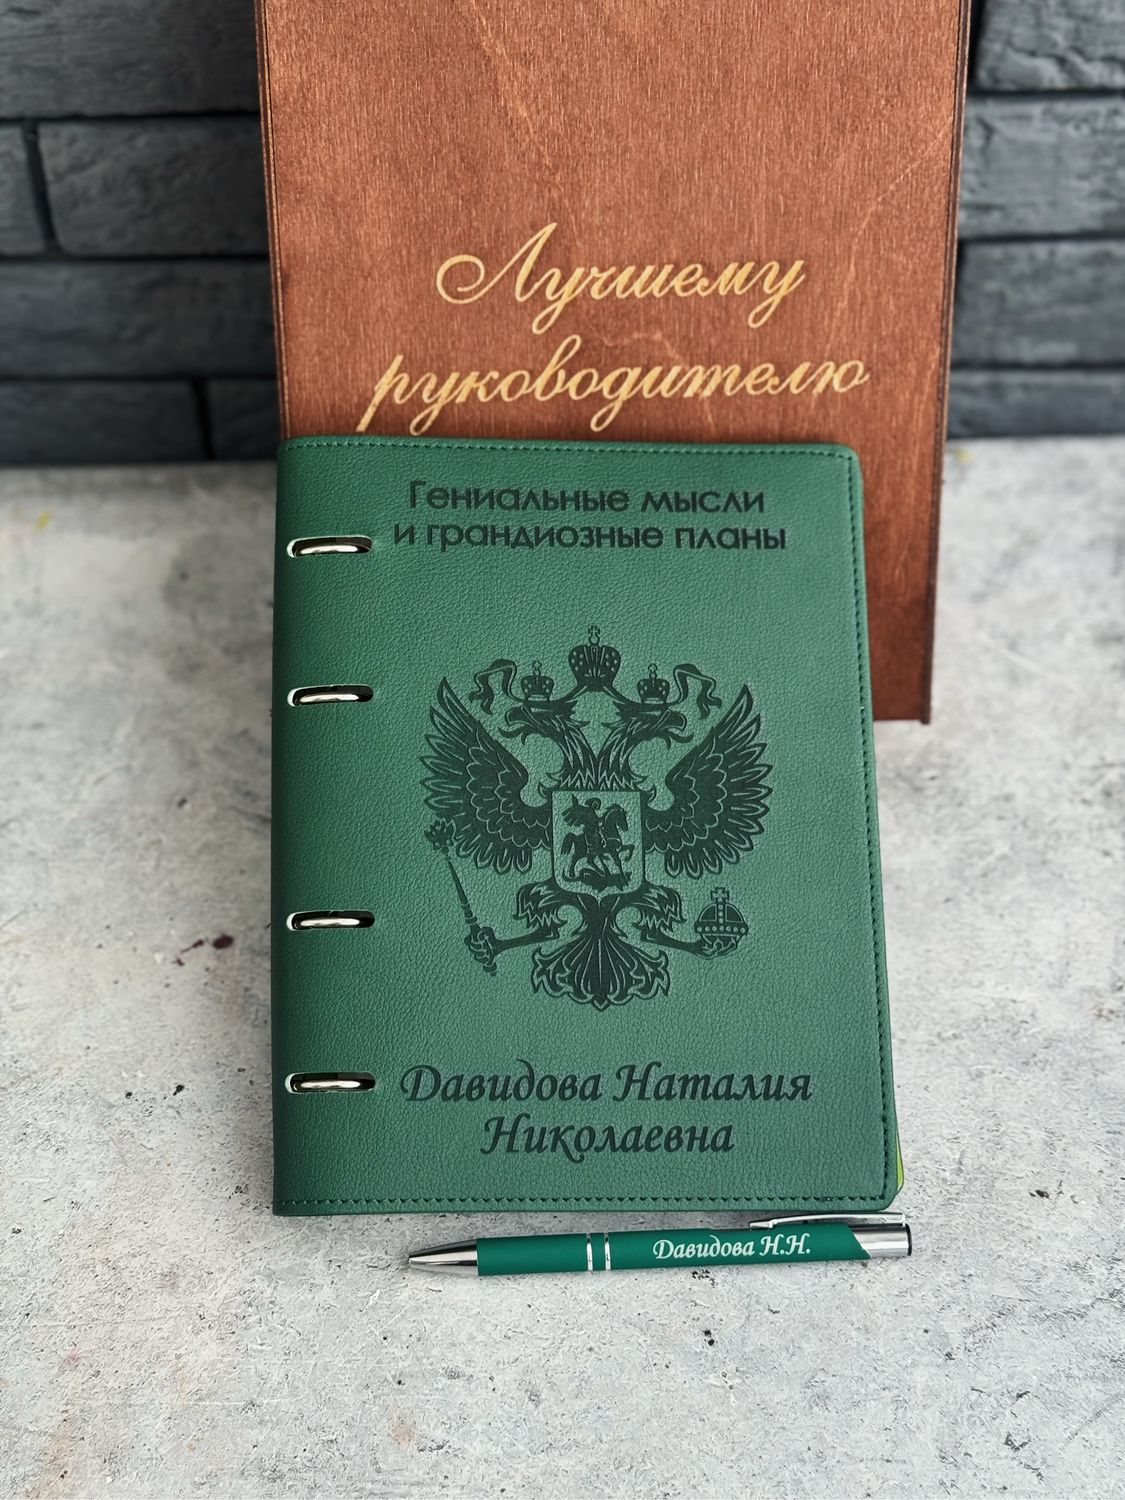 Лучшему
руководителю
Гениальные мысли
и грандиозные планы
Давидова Наталия
Николаевна
Давидова Н.Н.